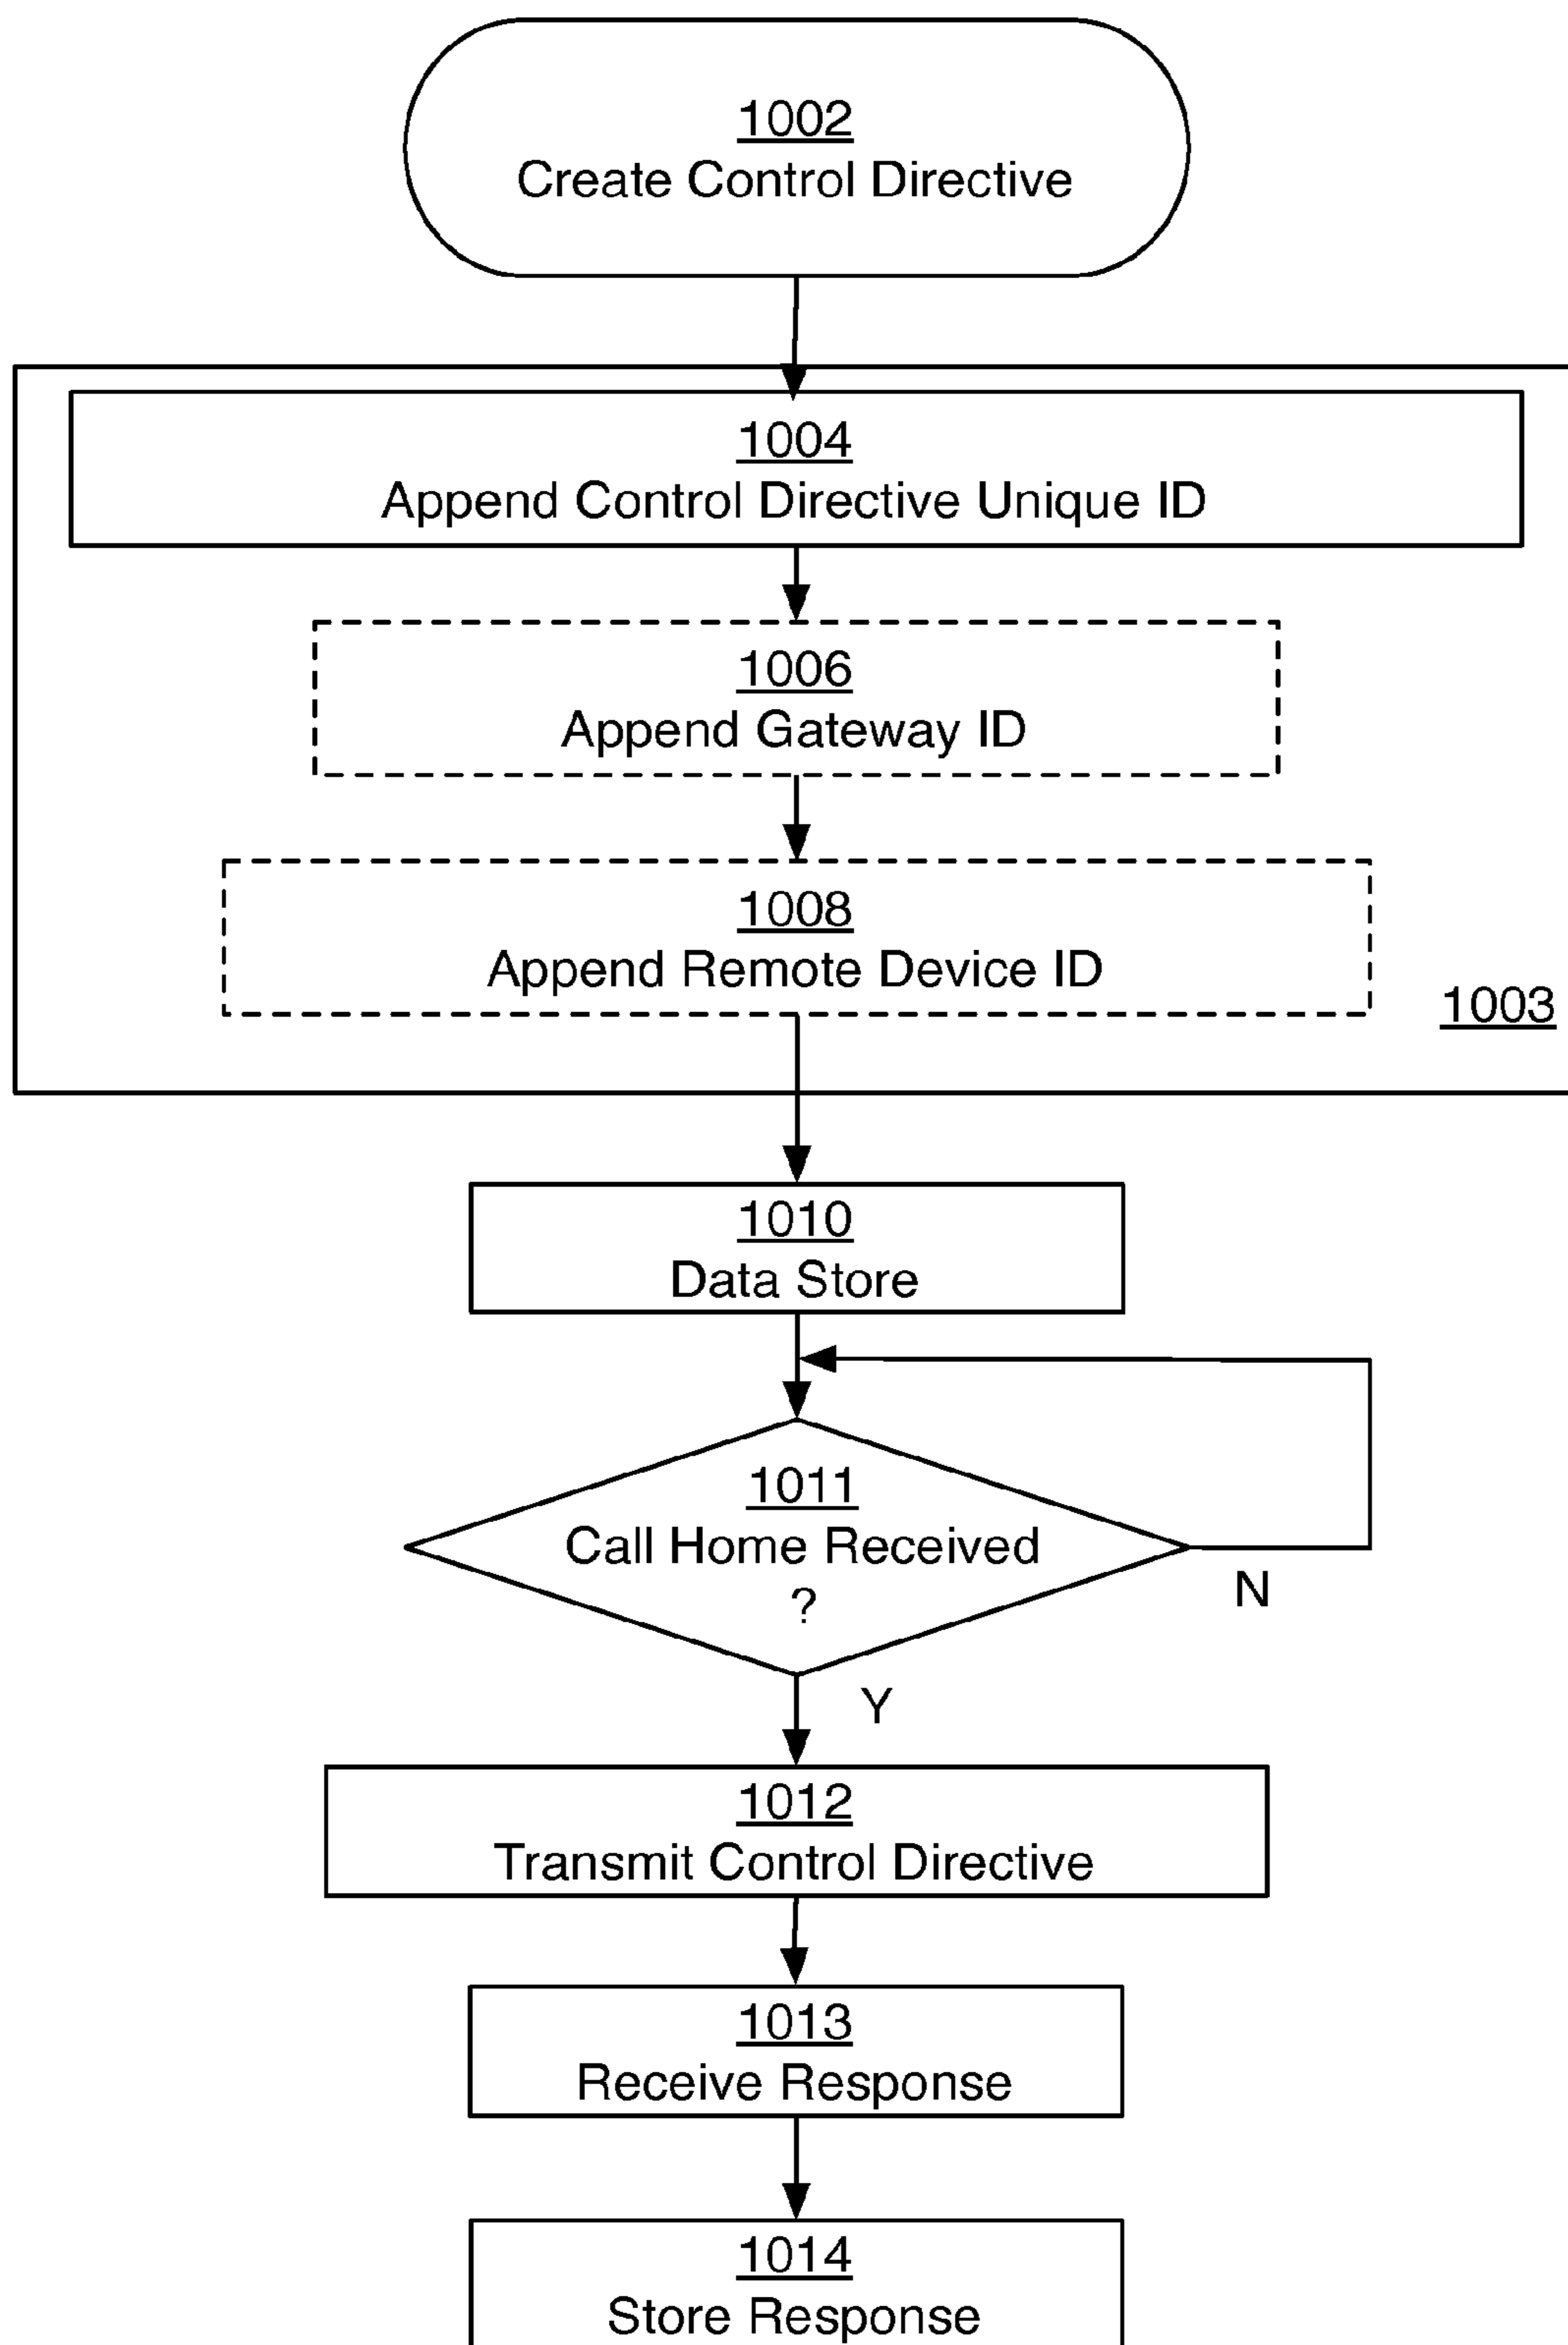 1002
Create Control Directive
1004
Append Control Directive Unique ID
1006
Append Gateway ID
1008
Append Remote Device ID
1003
1010
Data Store
1011
Call Home Received
?
N
Y
1012
Transmit Control Directive
1013
Receive Response
1014
Store Response